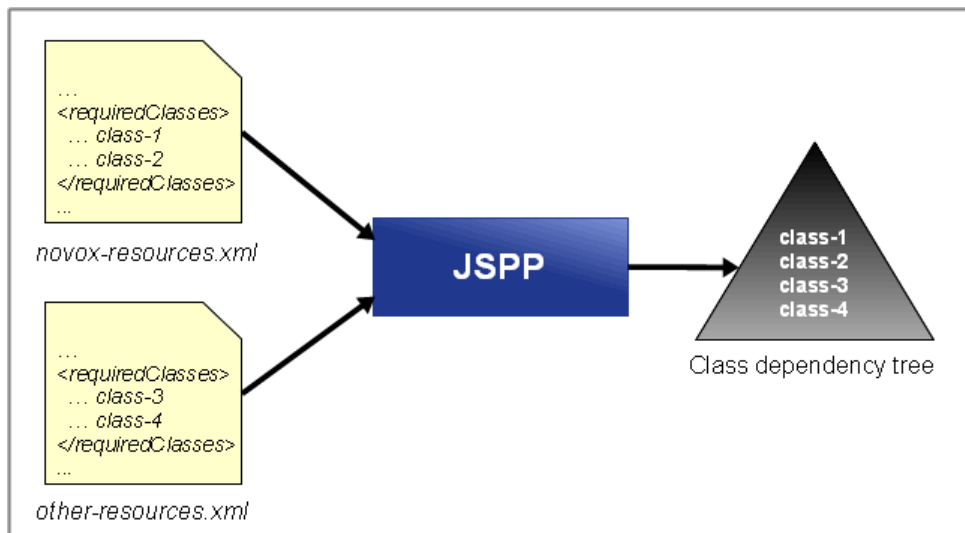 ...
<requiredClasses>
... class-1
... class-2
</requiredClasses>
...
novox-resources.xml
...
<requiredClasses>
... class-3
... class-4
</requiredClasses>
...
other-resources.xml
JSPP
class-1
class-2
class-3
class-4
Class dependency tree